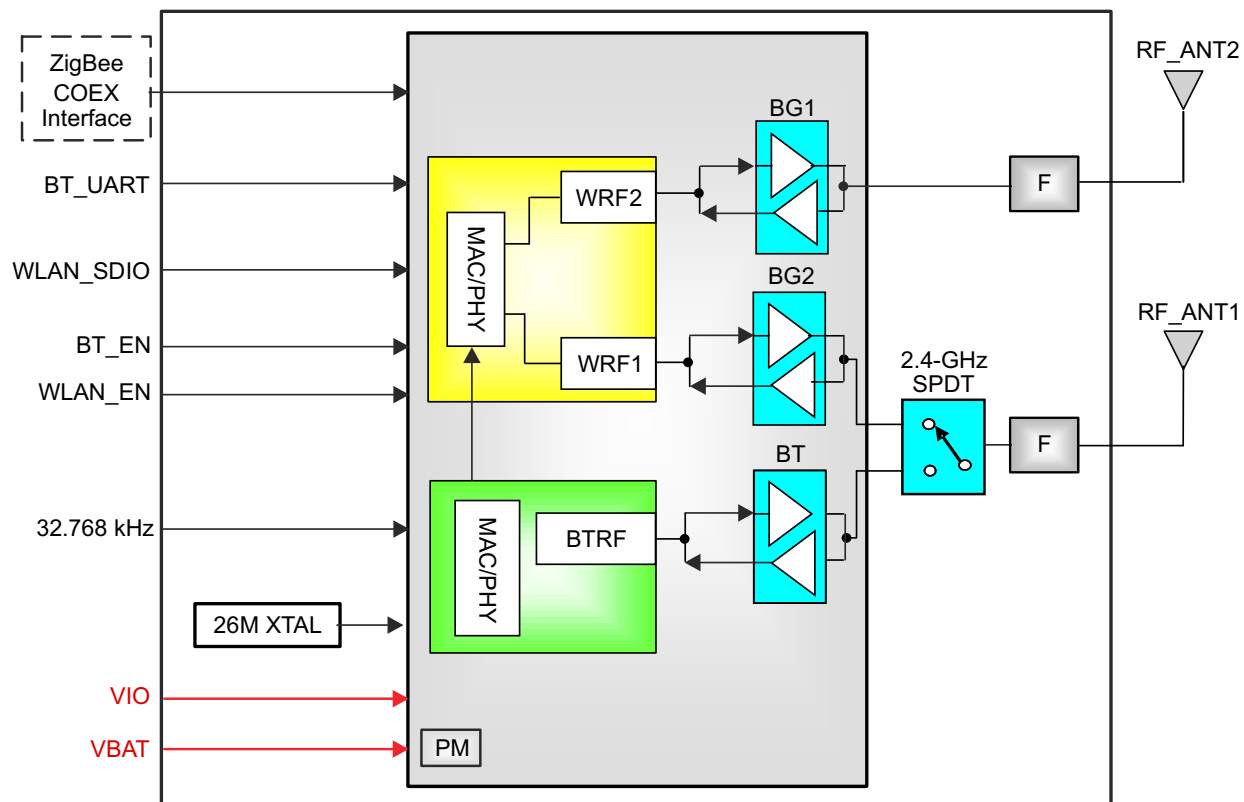 ZigBee
COEX
Interface
BT_UART
WLAN_SDIO
BT_EN
WLAN_EN
32.768 kHz
26M XTAL
VIO
VBAT
PM
MAC/PHY
WRF2
WRF1
MAC/PHY
BTRF
BG1
BG2
BT
2.4-GHz
SPDT
F
F
RF_ANT2
RF_ANT1